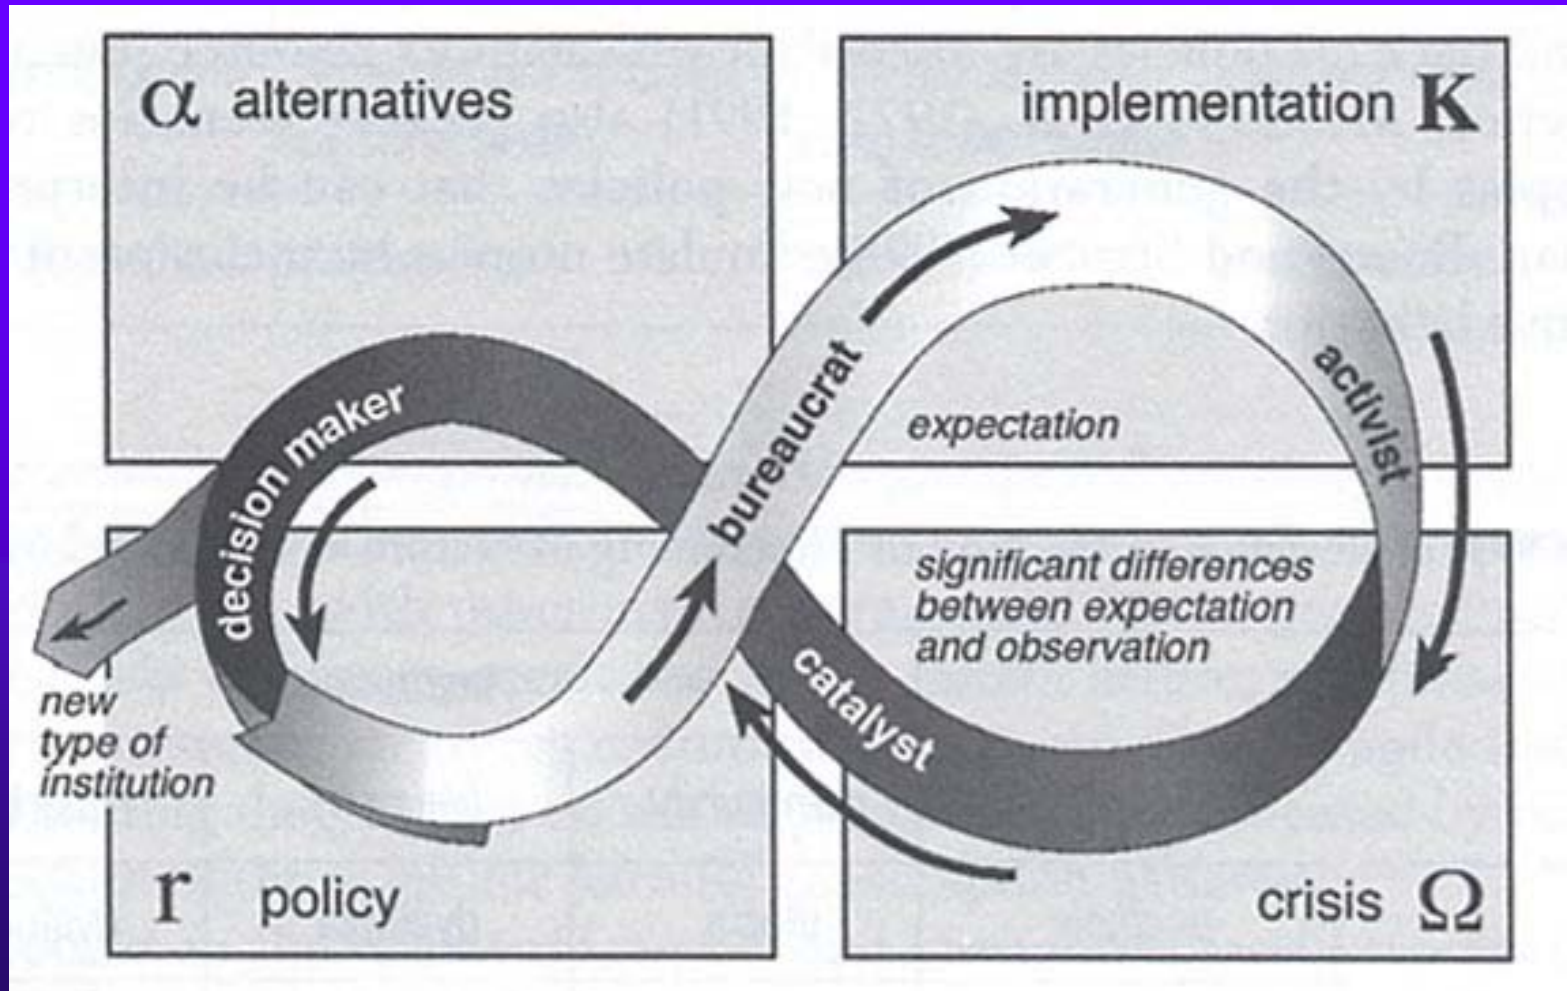 α alternatives
implementation K
decision maker
bureaucrat
activist
expectation
significant differences
between expectation
and observation
catalyst
new
type of
institution
r policy
crisis Ω